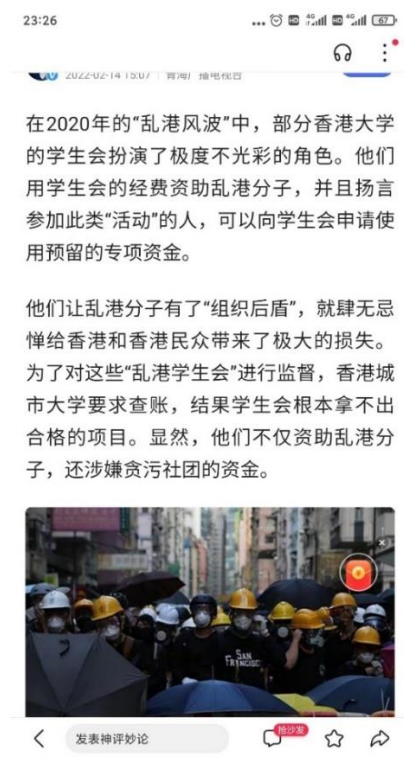 23:26
... HD 4G HD 4G 67
2022-02-14 15:07 青海广播电视台
在2020年的“乱港风波”中，部分香港大学
的学生会扮演了极度不光彩的角色。他们
用学生会的经费资助乱港分子，并且扬言
参加此类“活动”的人，可以向学生会申请使
用预留的专项资金。
他们让乱港分子有了“组织后盾”，就肆无忌
惮给香港和香港民众带来了极大的损失。
为了对这些“乱港学生会”进行监督，香港城
市大学要求查账，结果学生会根本拿不出
合格的项目。显然，他们不仅资助乱港分
子，还涉嫌贪污社团的资金。
SAN
FRANCISCO
发表神评妙论
抢沙发